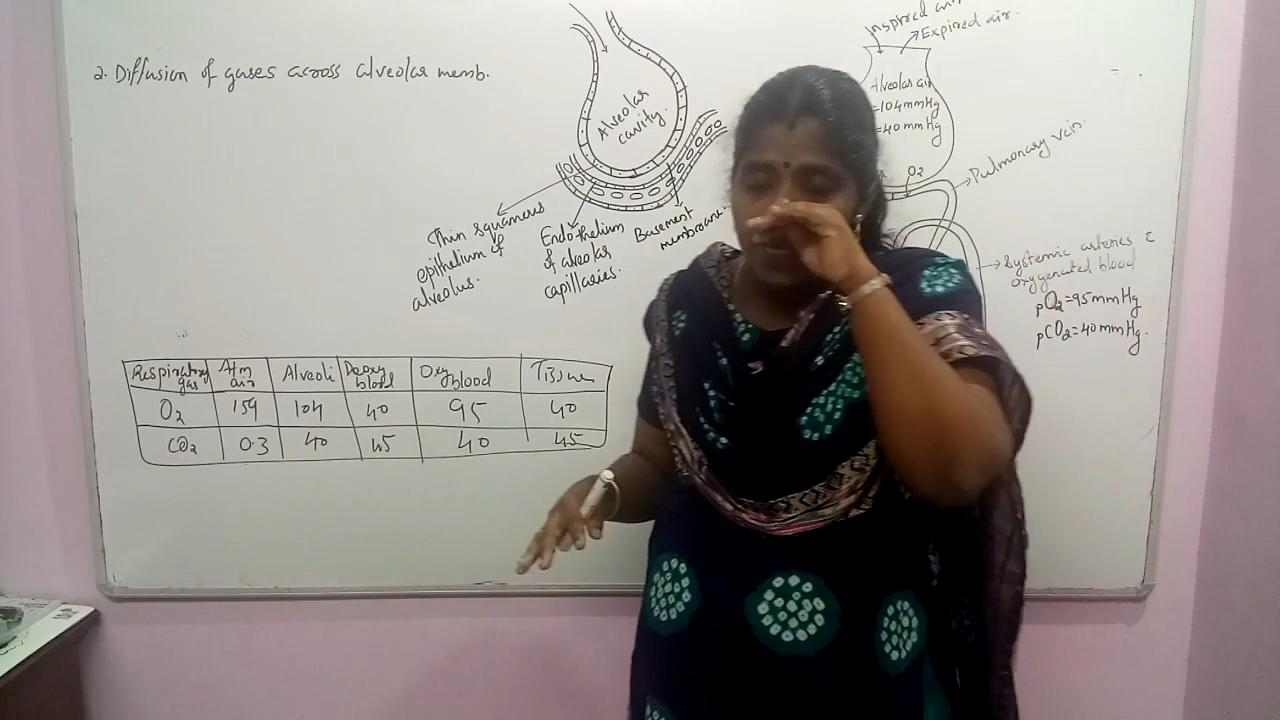 2. Diffusion of gases across alveolar memb.
Alveolar
cavity.
Thin squamous
epithelium of
alveolus.
Endothelium
of alveolar
capillaries.
Basement
membrane.
Inspired
Expired air.
Alveolar air
=104mmHg
=40mmHg
O2
Pulmonary vein
Systemic arteries c
oxygenated blood
pO2=95mmHg
pCO2=40mmHg.
Respiratory gas Atm air Alveoli Deoxy blood Oxy blood Tissues
O2 159 104 40 95 40
CO2 0.3 40 45 40 45